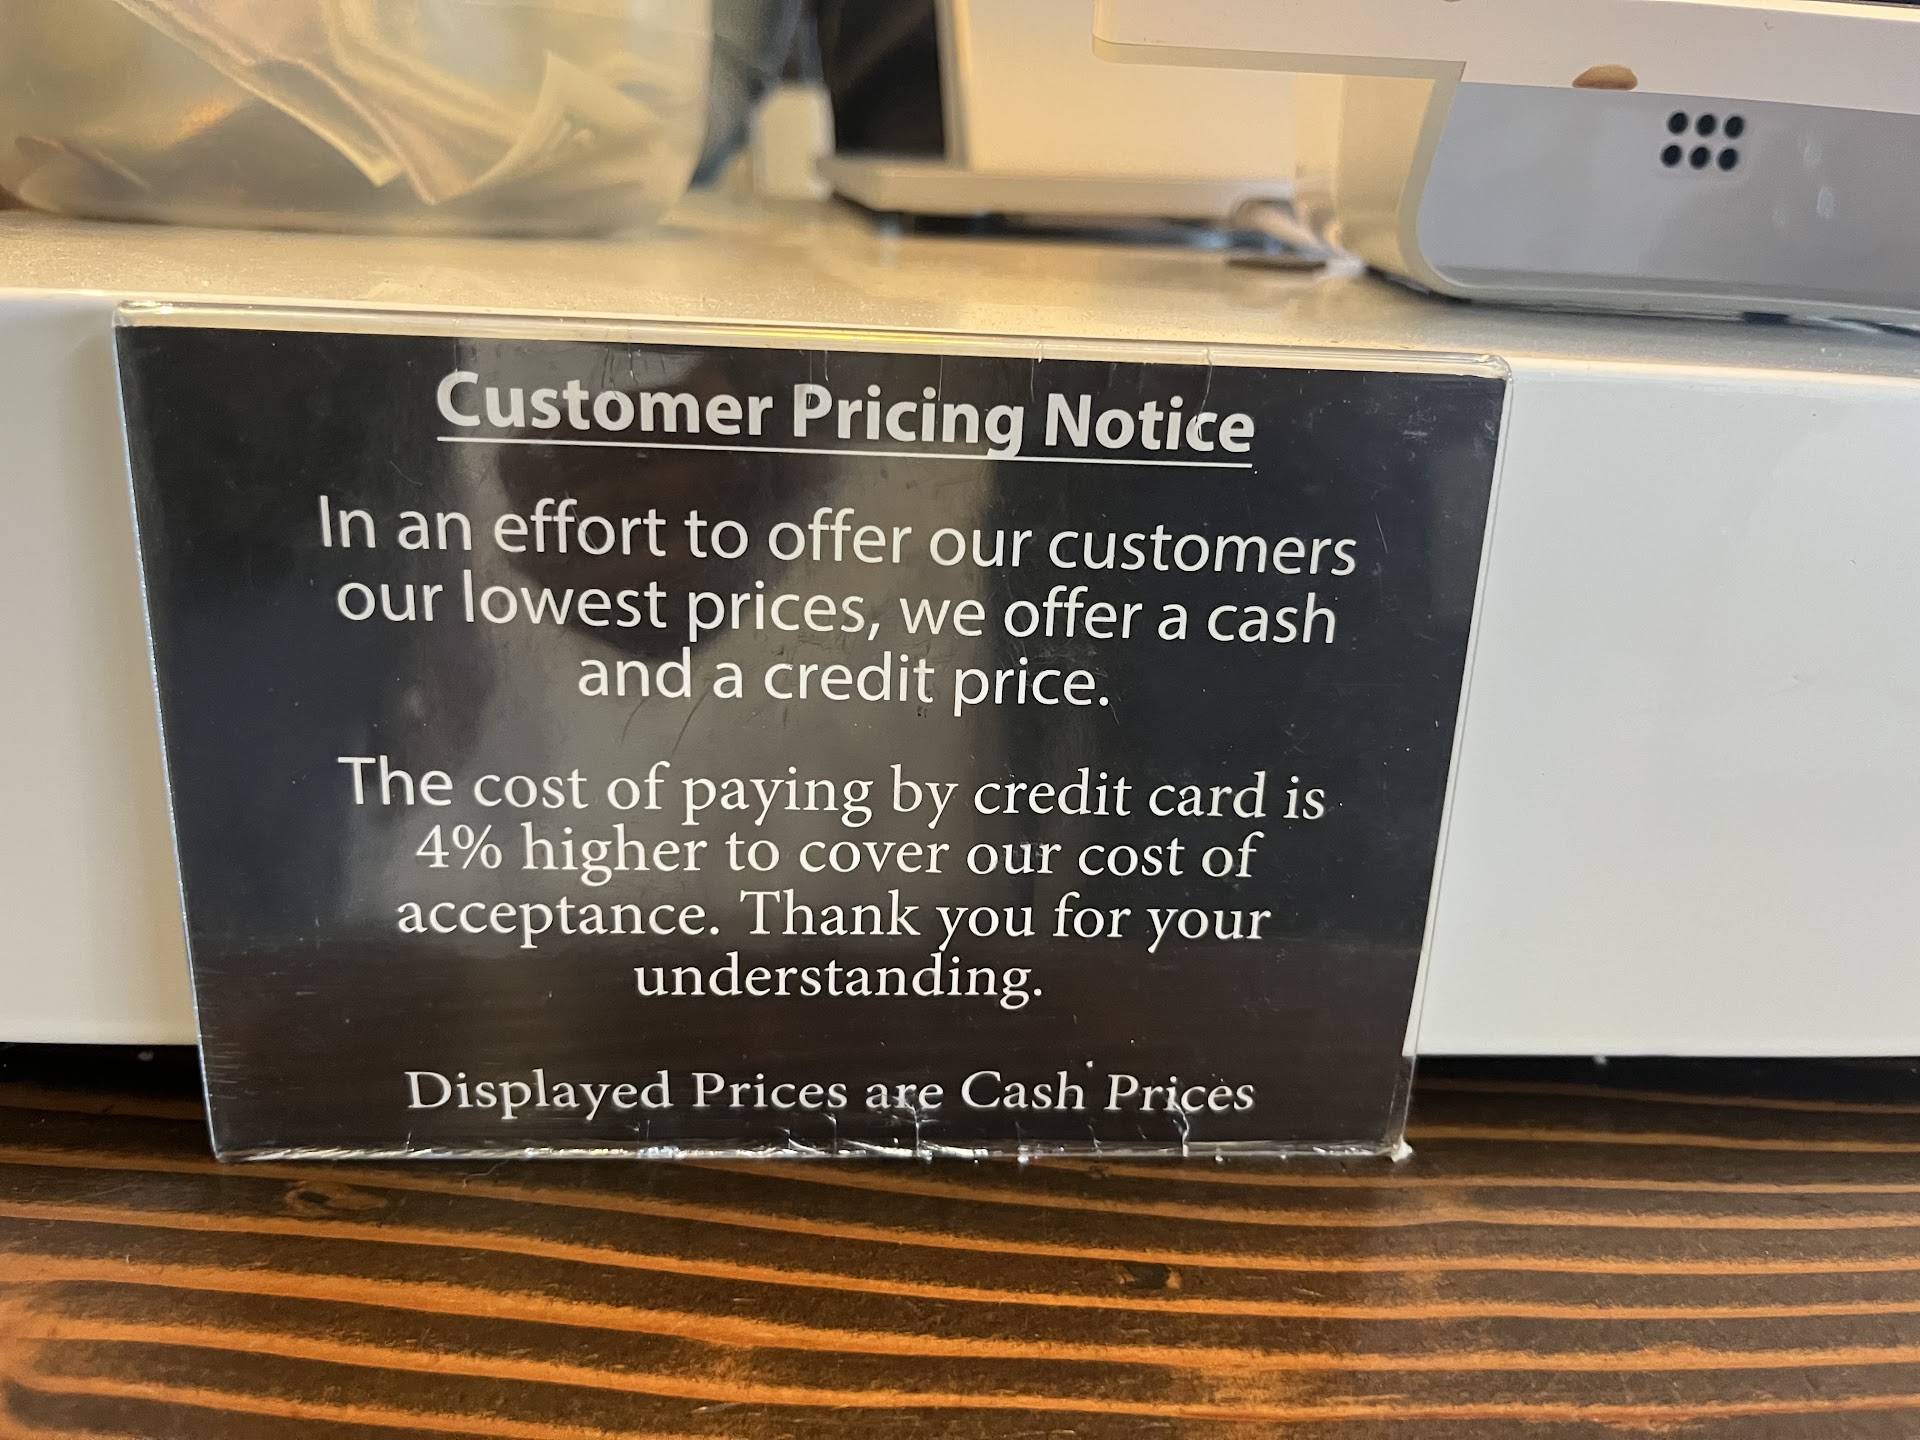 Customer Pricing Notice
In an effort to offer our customers
our lowest prices, we offer a cash
and a credit price.
The cost of paying by credit card is
4% higher to cover our cost of
acceptance. Thank you for your
understanding.
Displayed Prices are Cash Prices